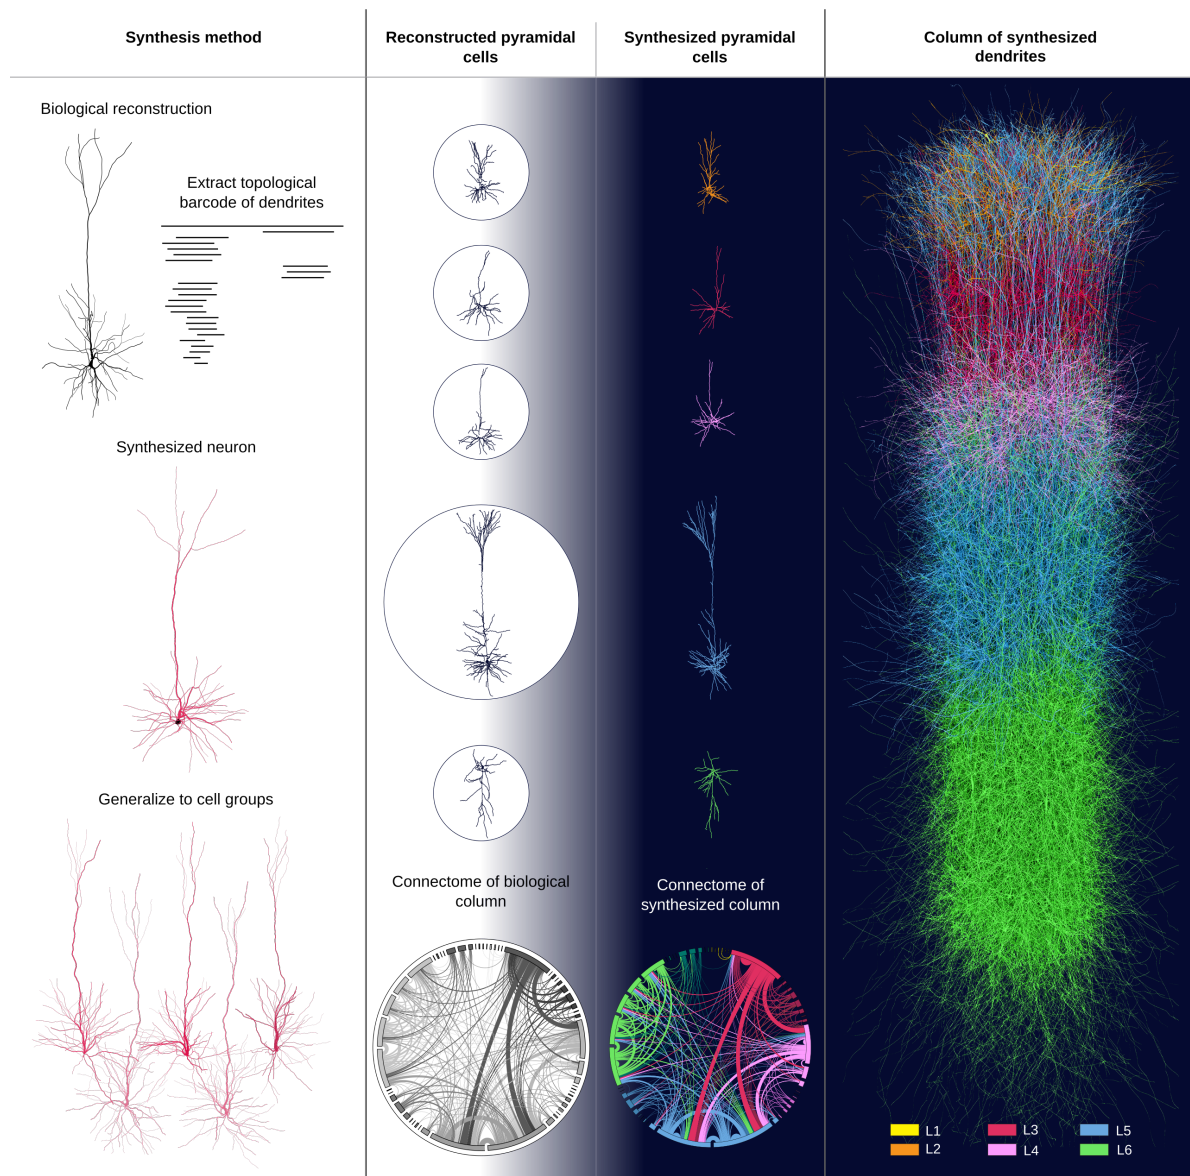 Synthesis method
Reconstructed pyramidal
cells
Synthesized pyramidal
cells
Column of synthesized
dendrites
Biological reconstruction
Extract topological
barcode of dendrites
Synthesized neuron
Generalize to cell groups
Connectome of biological
column
Connectome of
synthesized column
L1
L2
L3
L4
L5
L6